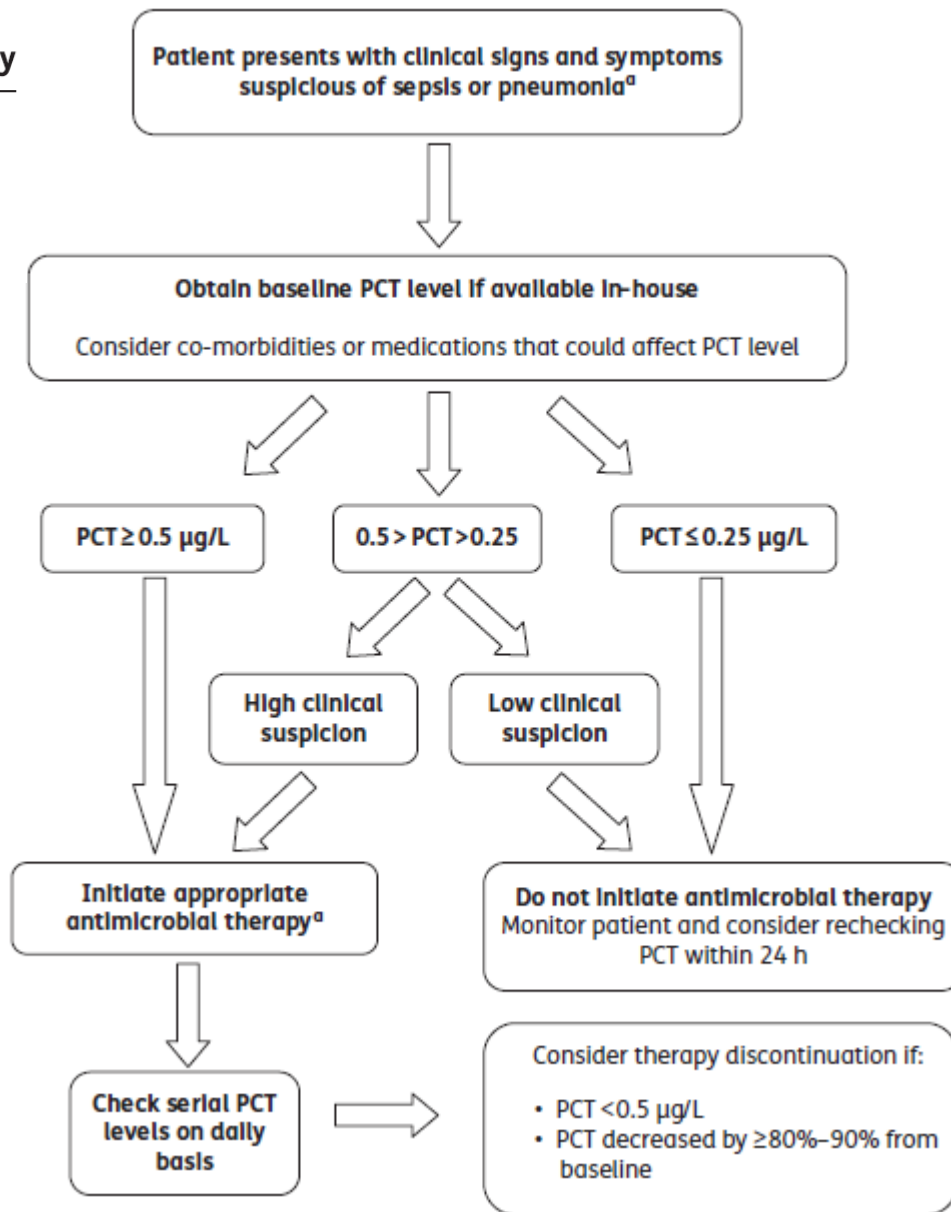 y
Patient presents with clinical signs and symptoms
suspicious of sepsis or pneumoniaᵃ
Obtain baseline PCT level if available in-house
Consider co-morbidities or medications that could affect PCT level
PCT ≥ 0.5 µg/L
0.5 > PCT > 0.25
PCT ≤ 0.25 µg/L
High clinical
suspicion
Low clinical
suspicion
Initiate appropriate
antimicrobial therapyᵃ
Do not initiate antimicrobial therapy
Monitor patient and consider rechecking
PCT within 24 h
Check serial PCT
levels on daily
basis
Consider therapy discontinuation if:
• PCT <0.5 µg/L
• PCT decreased by ≥80%–90% from
baseline